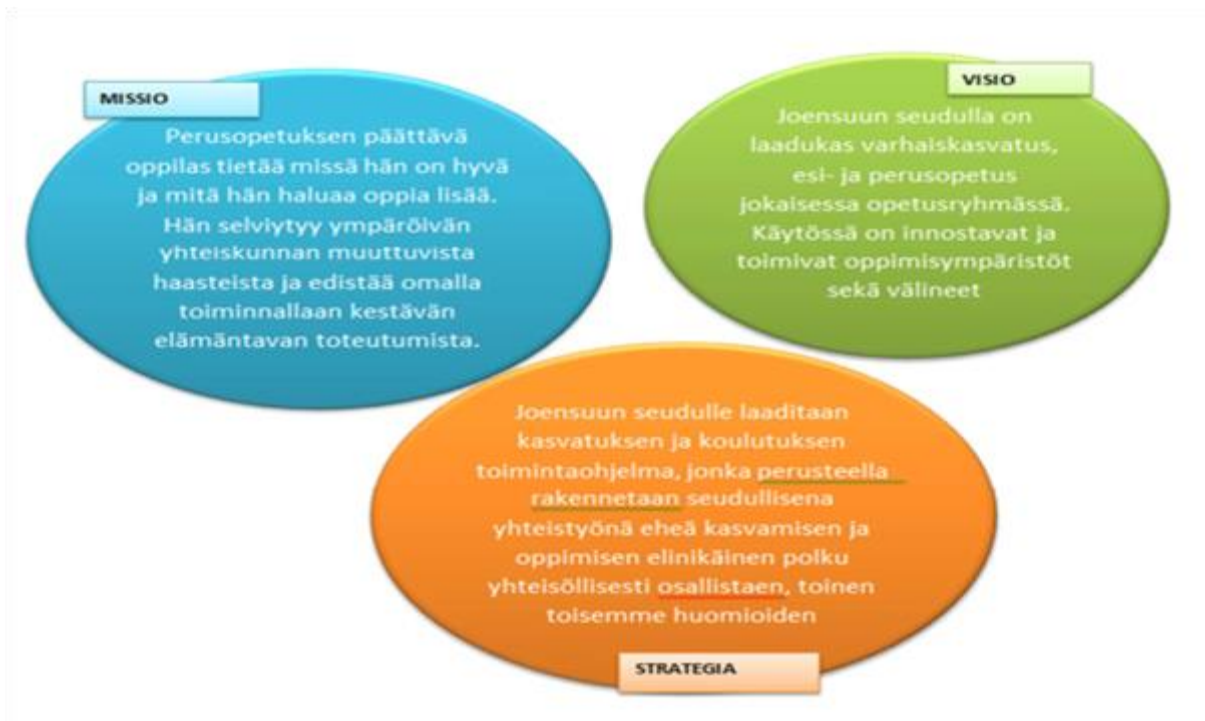 MISSIO
Perusopetuksen päättävä
oppilas tietää missä hän on hyvä
ja mitä hän haluaa oppia lisää.
Hän selviytyy ympäröivän
yhteiskunnan muuttuvista
haasteista ja edistää omalla
toiminnallaan kestävän
elämäntavan toteutumista.
VISIO
Joensuun seudulla on
laadukas varhaiskasvatus,
esi- ja perusopetus
jokaisessa opetusryhmässä.
Käytössä on innostavat ja
toimivat oppimisympäristöt
sekä välineet
Joensuun seudulle laaditaan
kasvatuksen ja koulutuksen
toimintaohjelma, jonka perusteella
rakennetaan seudullisena
yhteistyönä eheä kasvamisen ja
oppimisen elinikäinen polku
yhteisöllisesti osallistaen, toinen
toisemme huomioiden
STRATEGIA